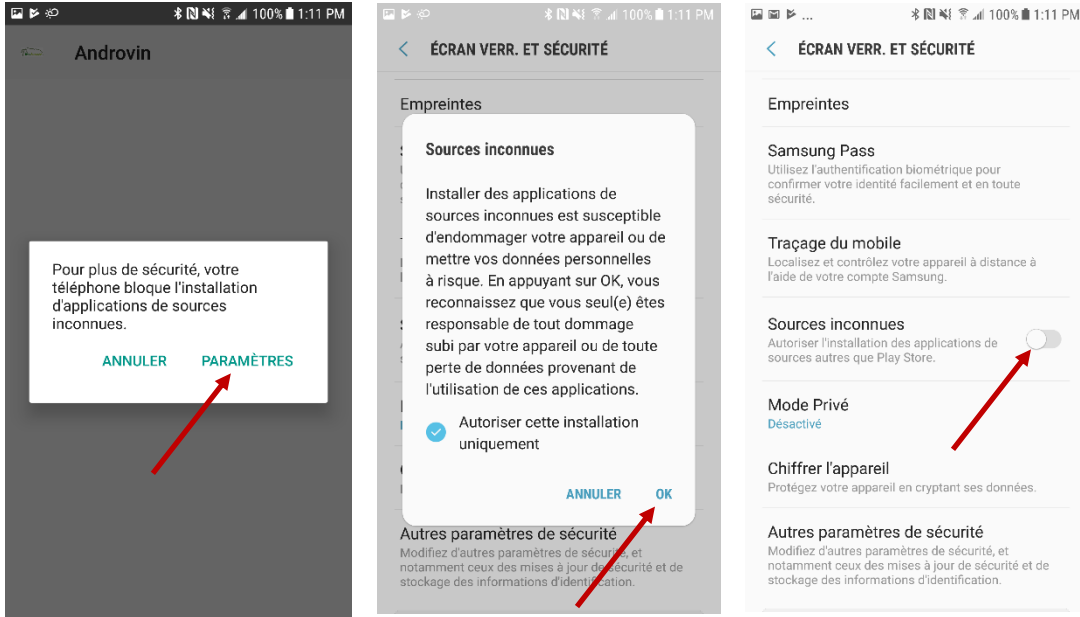 100% 1:11 PM
Androvin
Pour plus de sécurité, votre
téléphone bloque l'installation
d'applications de sources
inconnues.
ANNULER PARAMÈTRES
100% 1:11 PM
ÉCRAN VERR. ET SÉCURITÉ
Empreintes
Sources inconnues
Installer des applications de
sources inconnues est susceptible
d'endommager votre appareil ou de
mettre vos données personnelles
à risque. En appuyant sur OK, vous
reconnaissez que vous seul(e) êtes
responsable de tout dommage
subi par votre appareil ou de toute
perte de données provenant de
l'utilisation de ces applications.
Autoriser cette installation
uniquement
ANNULER OK
Autres paramètres de sécurité
Modifiez d'autres paramètres de sécurité, et
notamment ceux des mises à jour de sécurité et de
stockage des informations d'identification.
... 100% 1:11 PM
ÉCRAN VERR. ET SÉCURITÉ
Empreintes
Samsung Pass
Utilisez l'authentification biométrique pour
confirmer votre identité facilement et en toute
sécurité.
Traçage du mobile
Localisez et contrôlez votre appareil à distance à
l'aide de votre compte Samsung.
Sources inconnues
Autoriser l'installation des applications de
sources autres que Play Store.
Mode Privé
Désactivé
Chiffrer l'appareil
Protégez votre appareil en cryptant ses données.
Autres paramètres de sécurité
Modifiez d'autres paramètres de sécurité, et
notamment ceux des mises à jour de sécurité et de
stockage des informations d'identification.